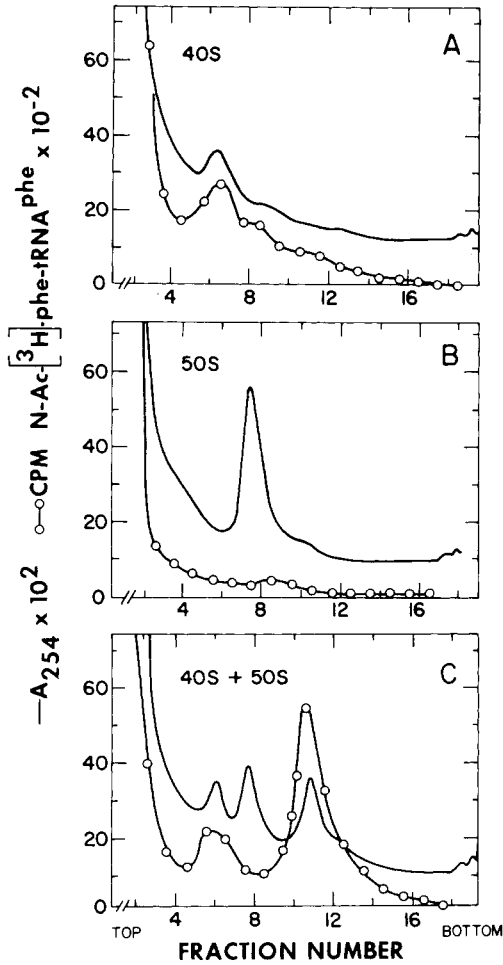 —A254 x 10² o—o CPM N-Ac-[³H]-phe-tRNAphe x 10-2
A
40S
60
40
20
0
4
8
12
16
B
50S
60
40
20
0
4
8
12
16
C
40S + 50S
60
40
20
0
4
8
12
16
TOP
BOTTOM
FRACTION NUMBER